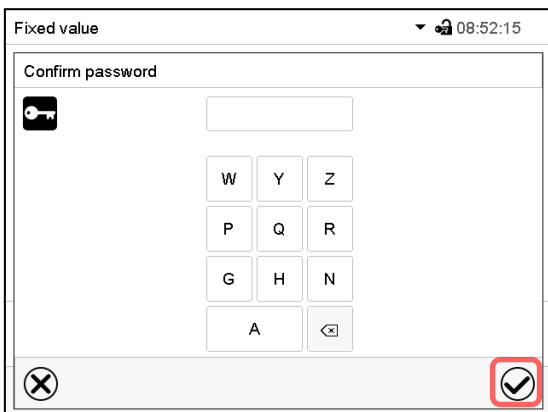 Fixed value 08:52:15
Confirm password
W Y Z
P Q R
G H N
A